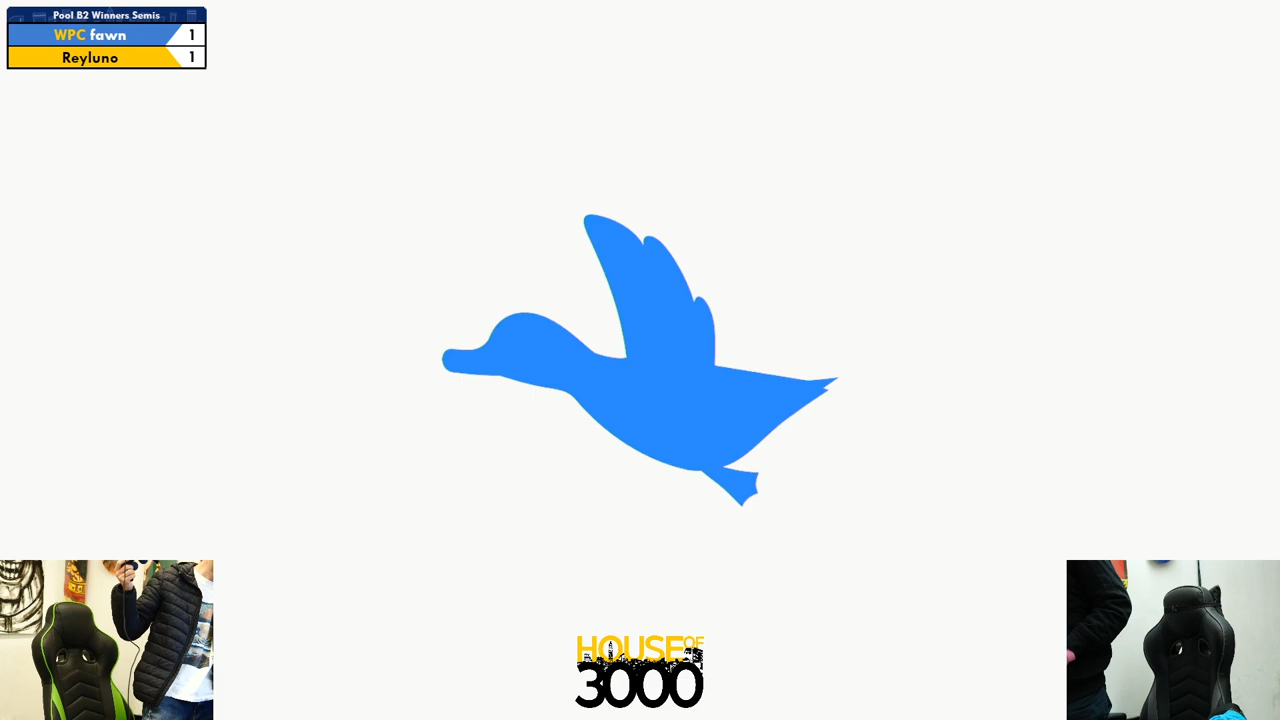 Pool B2 Winners Semis
WPC fawn 1
Reyluno 1
HOUSE OF
3000